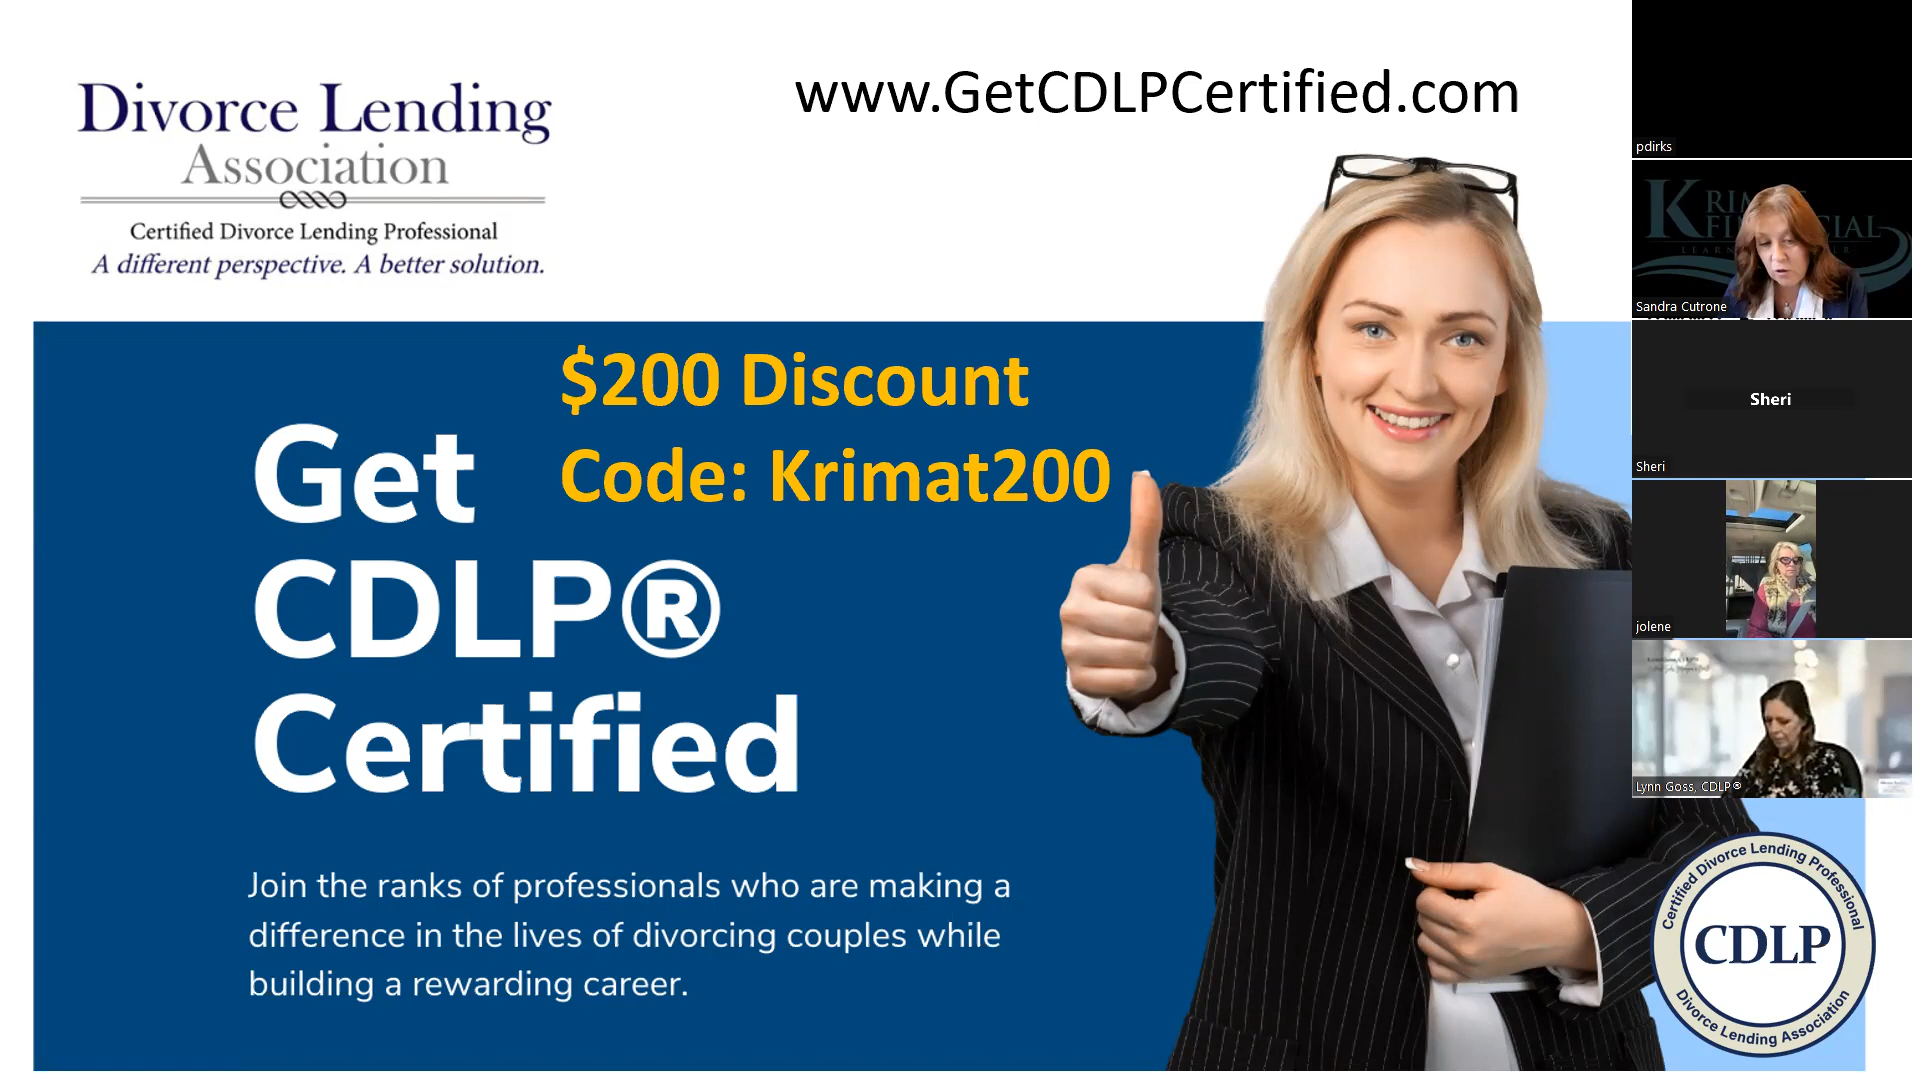 Divorce Lending
Association
Certified Divorce Lending Professional
A different perspective. A better solution.
www.GetCDLPCertified.com
$200 Discount
Code: Krimat200
Get
CDLP®
Certified
Join the ranks of professionals who are making a
difference in the lives of divorcing couples while
building a rewarding career.
pdirks
Sandra Cutrone
Sheri
Sheri
jolene
Lynn Goss, CDLP®
Certified Divorce Lending Professional
CDLP
Divorce Lending Association